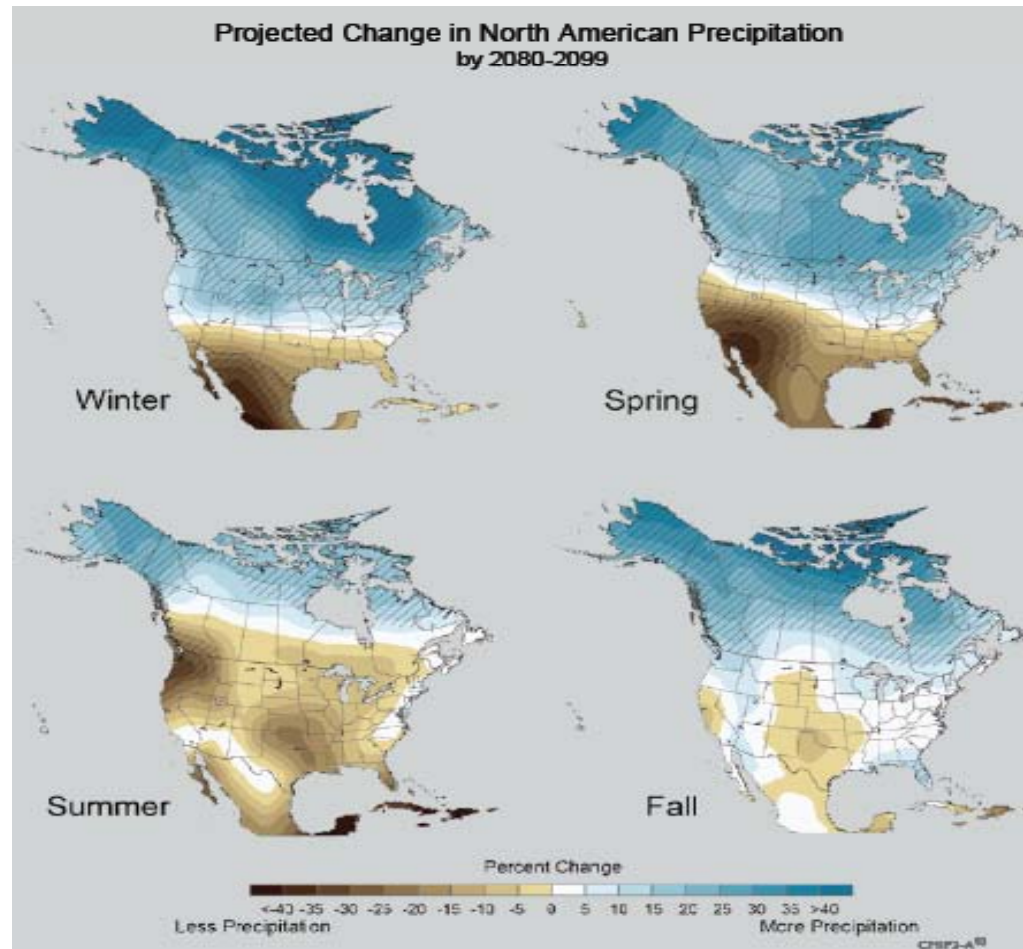 Projected Change in North American Precipitation
by 2080-2099
Winter
Spring
Summer
Fall
Percent Change
<-40 -35 -30 -25 -20 -15 -10 -5 0 5 10 15 20 25 30 35 >40
Less Precipitation
More Precipitation